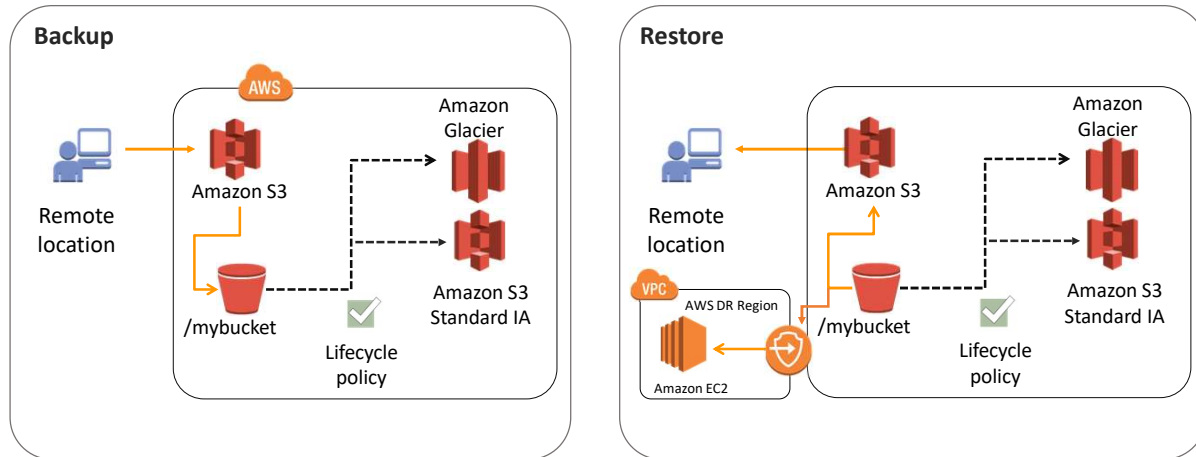 Backup
AWS
Amazon
Glacier
Amazon S3
Remote
location
Amazon S3
Standard IA
/mybucket
Lifecycle
policy
Restore
Amazon
Glacier
Amazon S3
Remote
location
VPC
AWS DR Region
Amazon EC2
/mybucket
Amazon S3
Standard IA
Lifecycle
policy